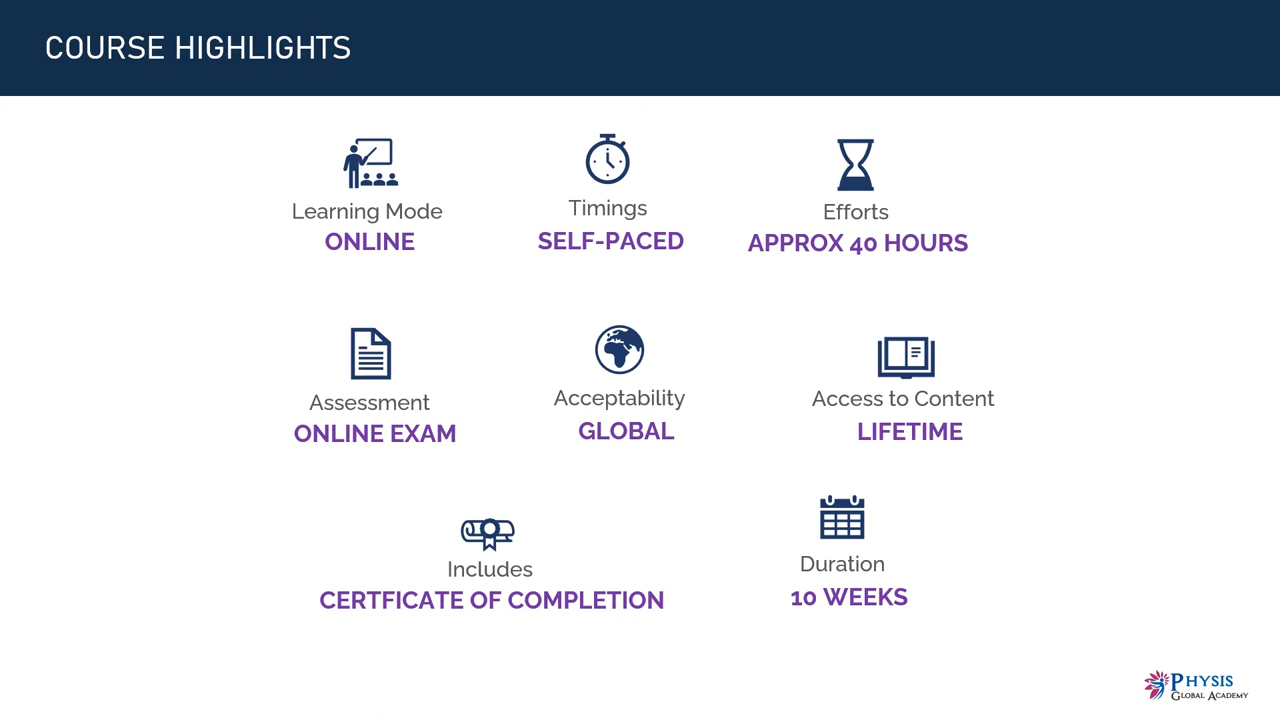 COURSE HIGHLIGHTS
Learning Mode
ONLINE
Timings
SELF-PACED
Efforts
APPROX 40 HOURS
Assessment
ONLINE EXAM
Acceptability
GLOBAL
Access to Content
LIFETIME
Includes
CERTFICATE OF COMPLETION
Duration
10 WEEKS
PHYSIS
GLOBAL ACADEMY